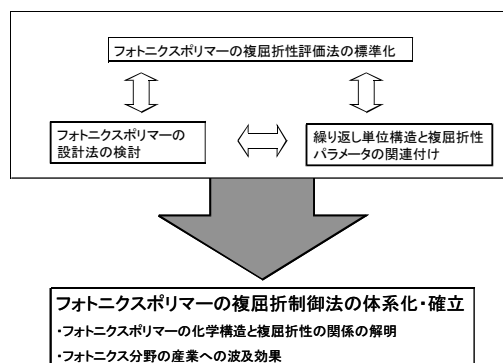 フォトニクスポリマーの複屈折性評価法の標準化
フォトニクスポリマーの
設計法の検討
繰り返し単位構造と複屈折性
パラメータの関連付け
フォトニクスポリマーの複屈折制御法の体系化・確立
・フォトニクスポリマーの化学構造と複屈折性の関係の解明
・フォトニクス分野の産業への波及効果